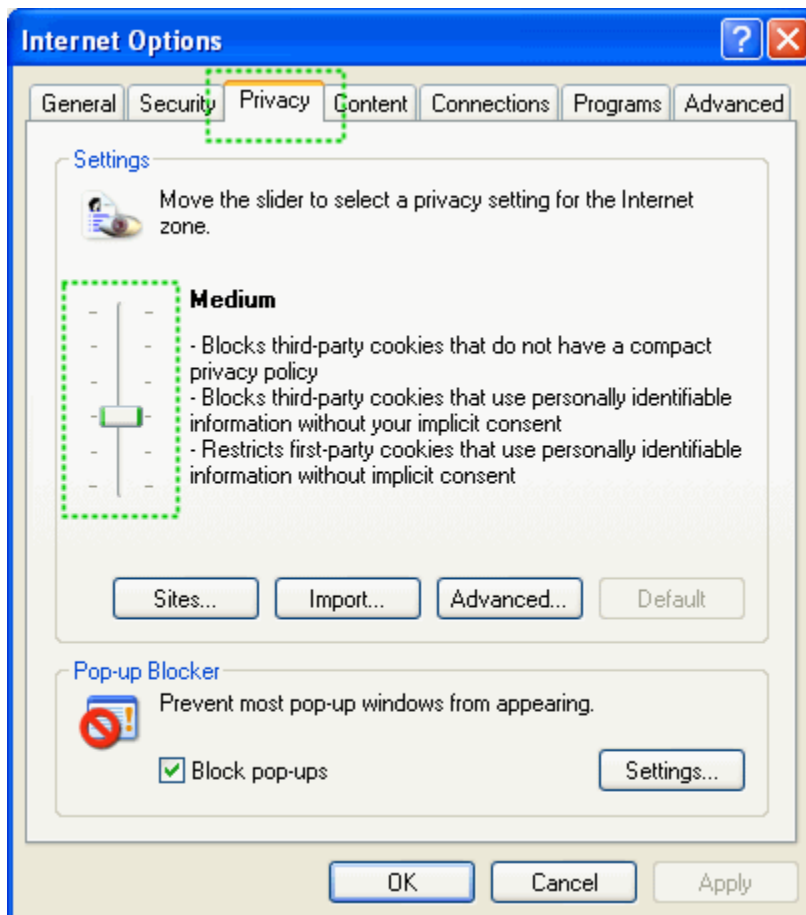 Internet Options
General Security Privacy Content Connections Programs Advanced
Settings
Move the slider to select a privacy setting for the Internet
zone.
Medium
- Blocks third-party cookies that do not have a compact
privacy policy
- Blocks third-party cookies that use personally identifiable
information without your implicit consent
- Restricts first-party cookies that use personally identifiable
information without implicit consent
Sites... Import... Advanced... Default
Pop-up Blocker
Prevent most pop-up windows from appearing.
Block pop-ups Settings...
OK Cancel Apply